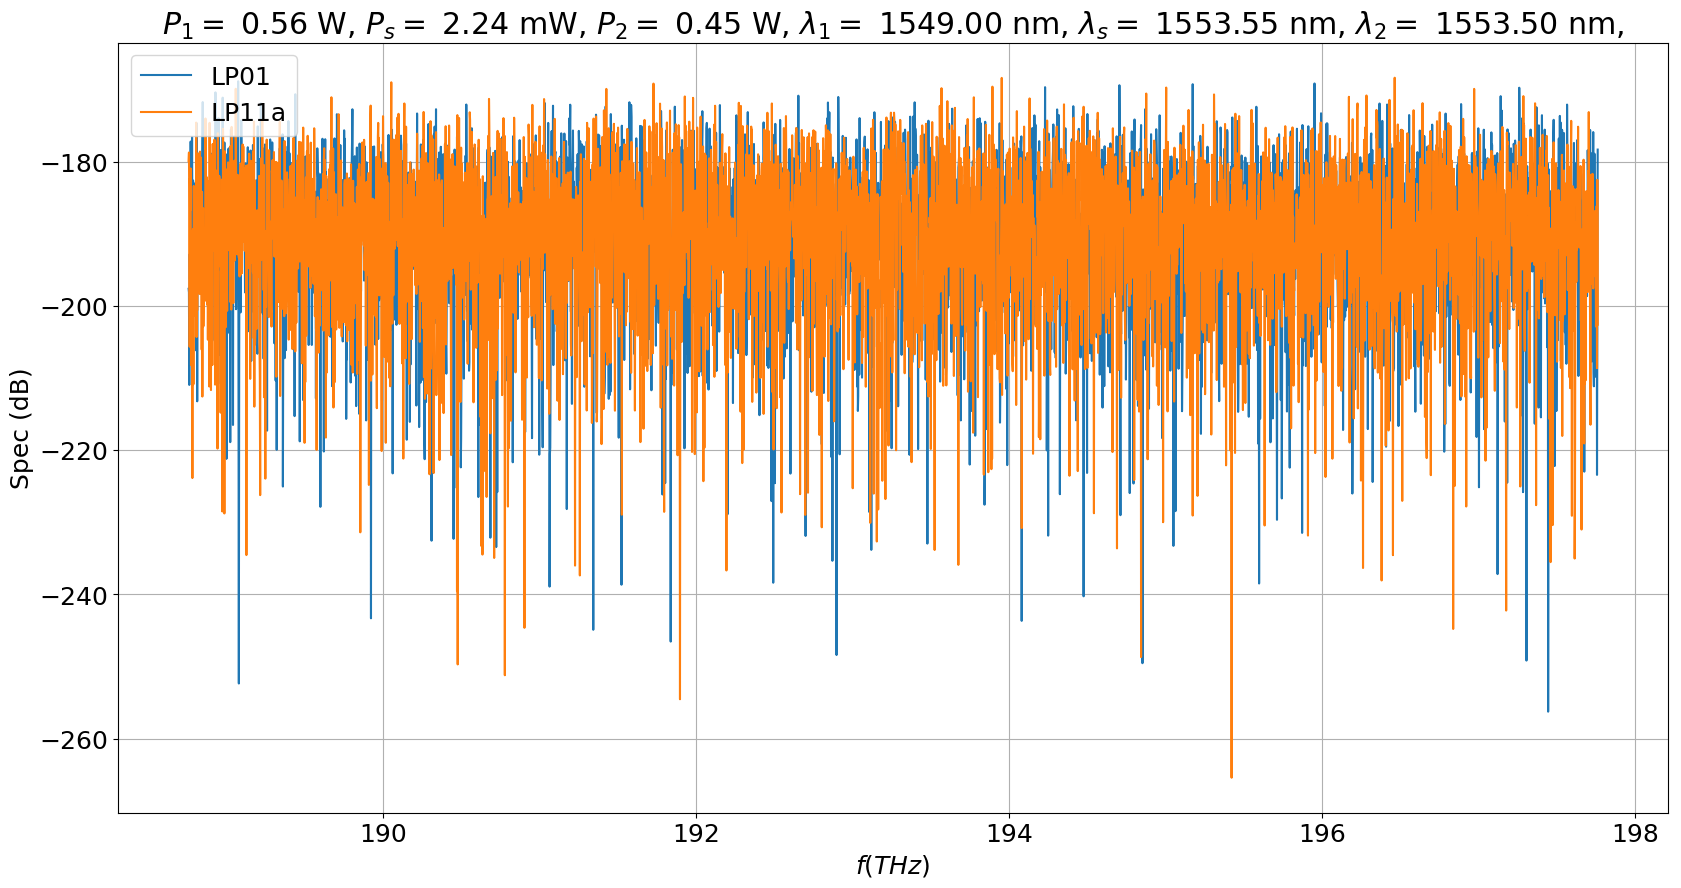 P₁ = 0.56 W, Pₛ = 2.24 mW, P₂ = 0.45 W, λ₁ = 1549.00 nm, λₛ = 1553.55 nm, λ₂ = 1553.50 nm,
LP01
LP11a
Spec (dB)
−180
−200
−220
−240
−260
190 192 194 196 198
f(THz)